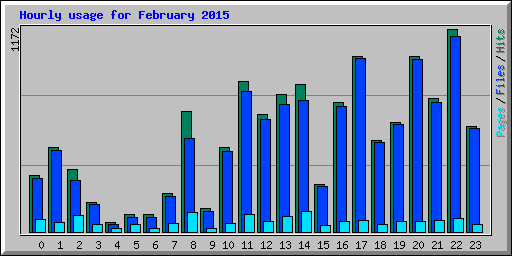 Hourly usage for February 2015
1172
Pages/Files/Hits
0 1 2 3 4 5 6 7 8 9 10 11 12 13 14 15 16 17 18 19 20 21 22 23